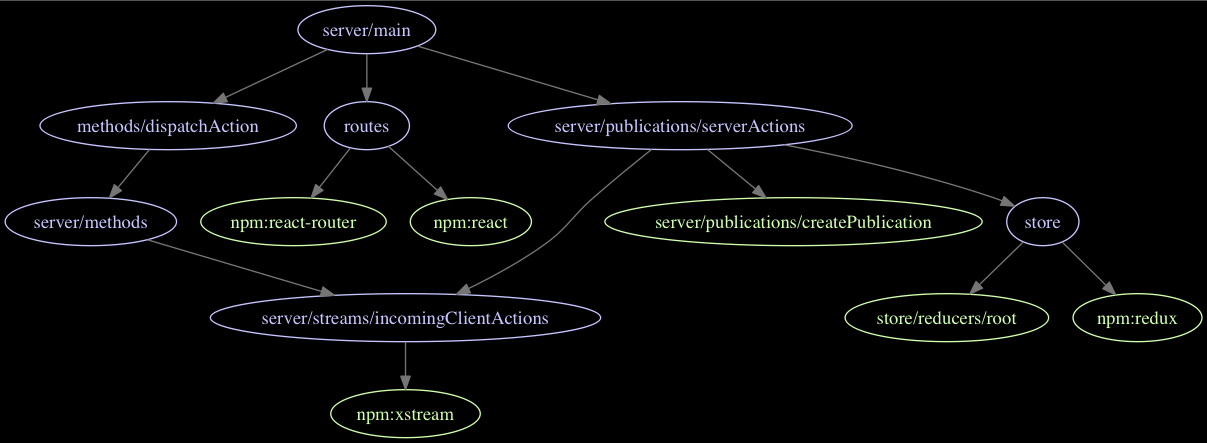 server/main
methods/dispatchAction
routes
server/publications/serverActions
server/methods
npm:react-router
npm:react
server/publications/createPublication
store
server/streams/incomingClientActions
store/reducers/root
npm:redux
npm:xstream